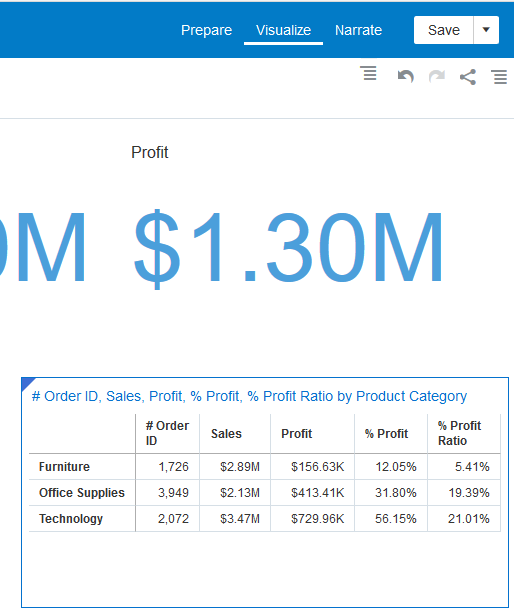 Prepare Visualize Narrate Save
Profit
0M $1.30M
# Order ID, Sales, Profit, % Profit, % Profit Ratio by Product Category
# Order ID Sales Profit % Profit % Profit Ratio
Furniture 1,726 $2.89M $156.63K 12.05% 5.41%
Office Supplies 3,949 $2.13M $413.41K 31.80% 19.39%
Technology 2,072 $3.47M $729.96K 56.15% 21.01%